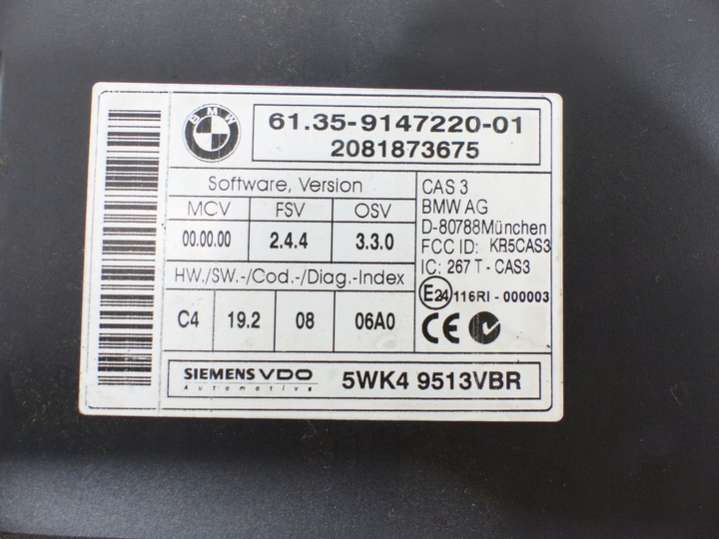 BMW
61.35-9147220-01
2081873675
Software, Version
MCV FSV OSV
00.00.00 2.4.4 3.3.0
HW./SW.-/Cod.-/Diag.-Index
C4 19.2 08 06A0
CAS 3
BMW AG
D-80788München
FCC ID: KR5CAS3
IC: 267 T - CAS3
E24 116RI - 000003
CE
SIEMENS VDO
Automotive
5WK4 9513VBR